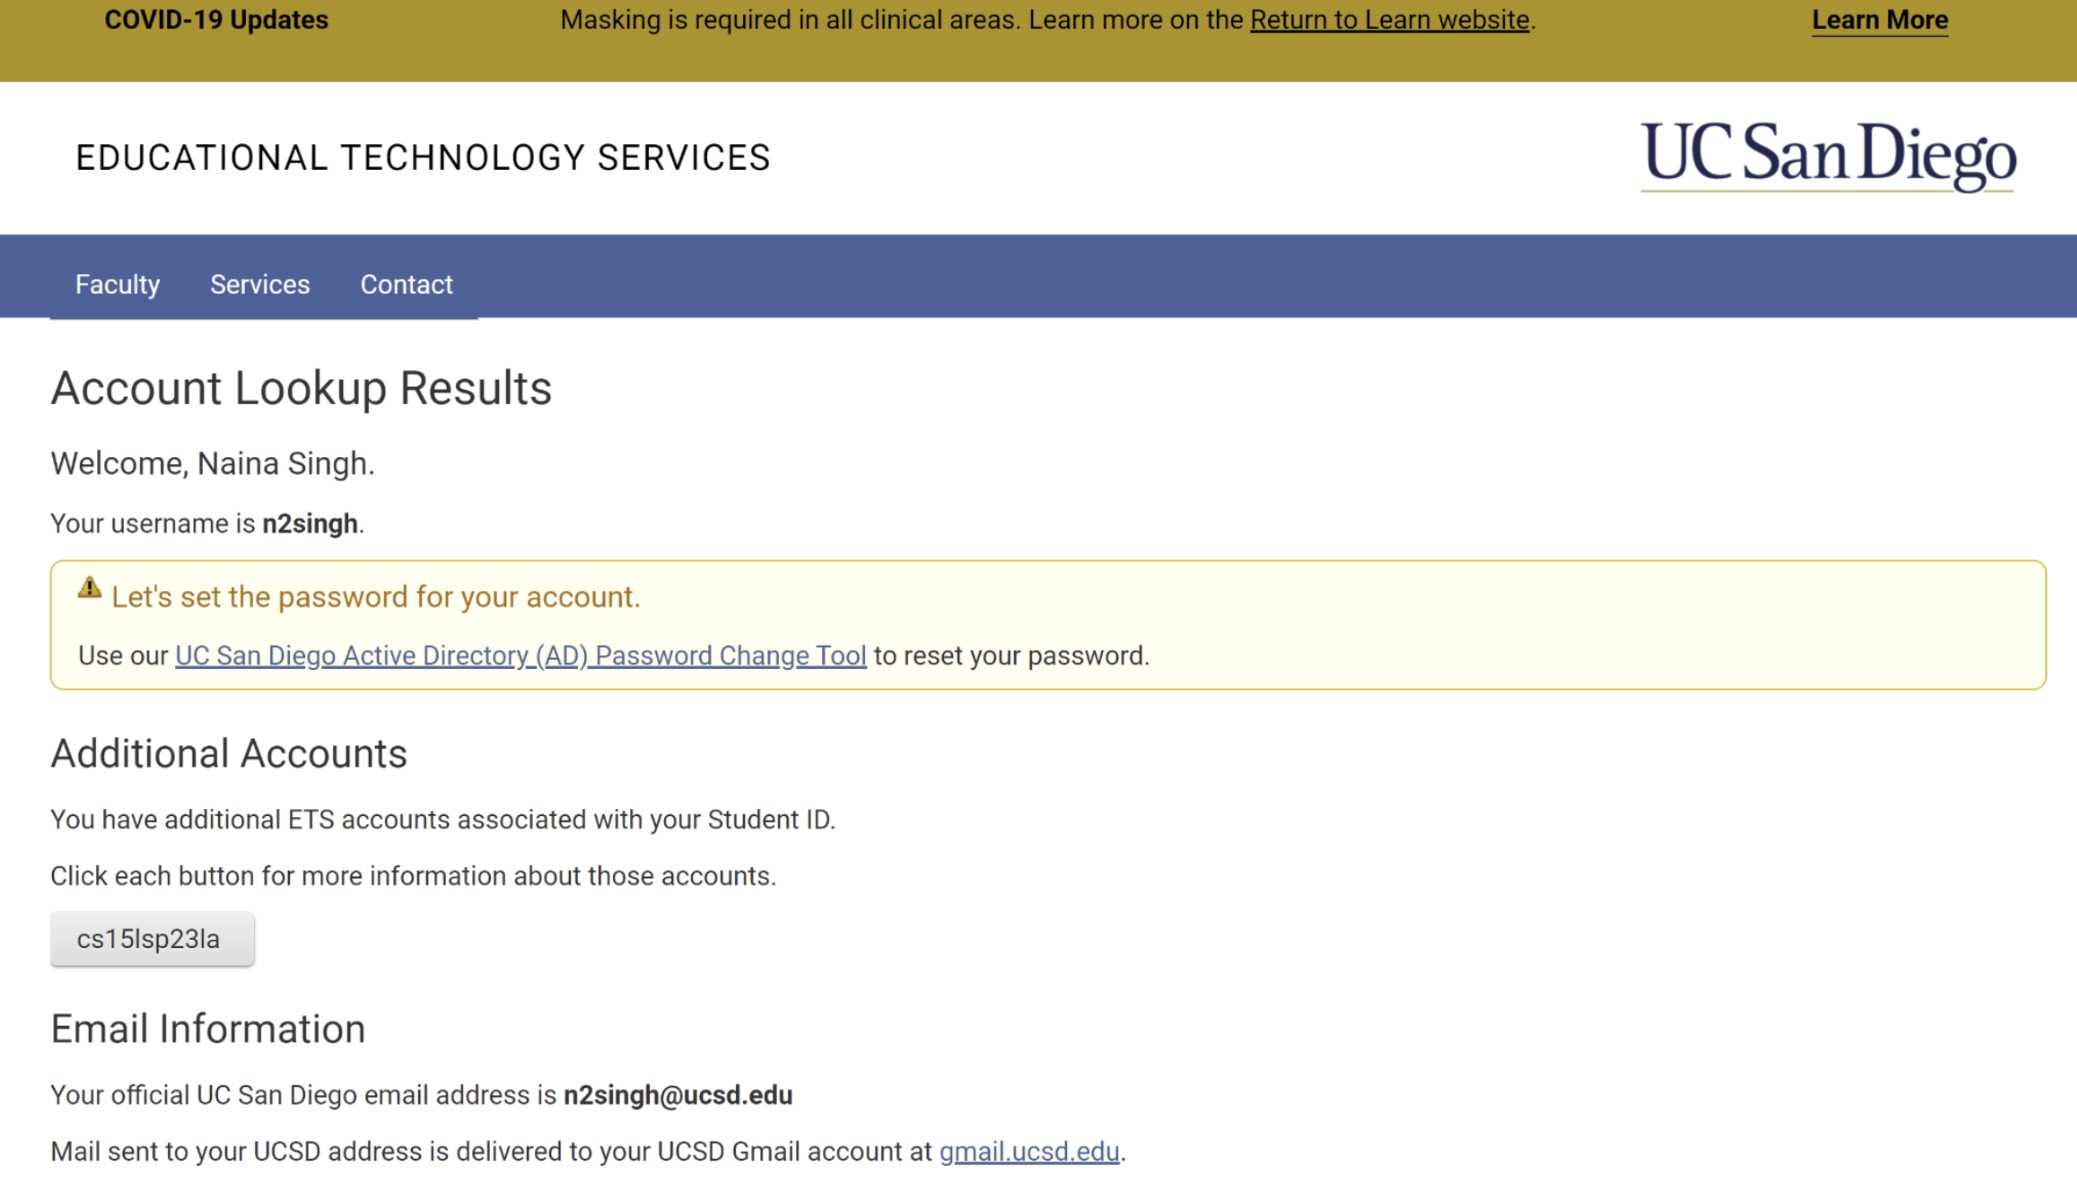 COVID-19 Updates Masking is required in all clinical areas. Learn more on the Return to Learn website. Learn More
EDUCATIONAL TECHNOLOGY SERVICES UC San Diego
Faculty Services Contact
Account Lookup Results
Welcome, Naina Singh.
Your username is n2singh.
Let's set the password for your account.
Use our UC San Diego Active Directory (AD) Password Change Tool to reset your password.
Additional Accounts
You have additional ETS accounts associated with your Student ID.
Click each button for more information about those accounts.
cs15lsp23la
Email Information
Your official UC San Diego email address is n2singh@ucsd.edu
Mail sent to your UCSD address is delivered to your UCSD Gmail account at gmail.ucsd.edu.